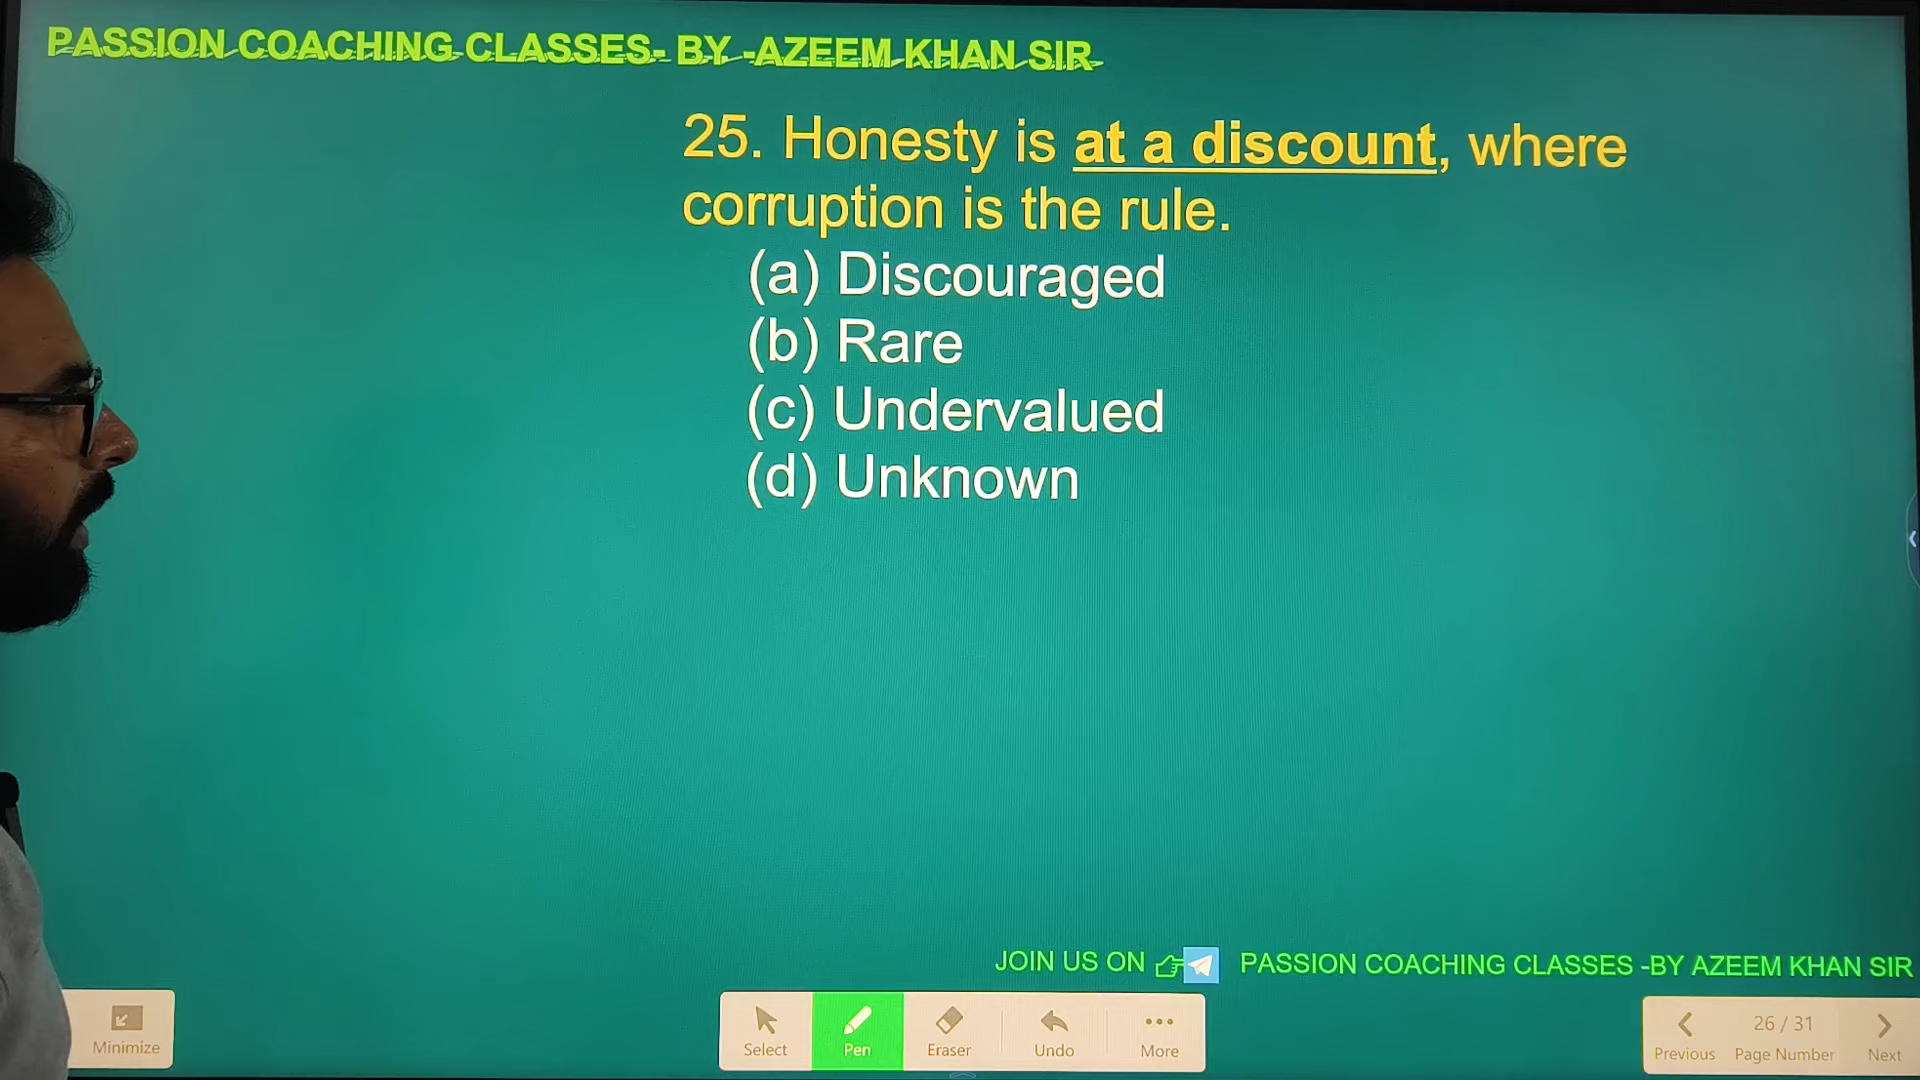 PASSION COACHING CLASSES- BY -AZEEM KHAN SIR
25. Honesty is at a discount, where
corruption is the rule.
(a) Discouraged
(b) Rare
(c) Undervalued
(d) Unknown
JOIN US ON PASSION COACHING CLASSES -BY AZEEM KHAN SIR
Minimize
Select Pen Eraser Undo More
26 / 31
Previous Page Number Next